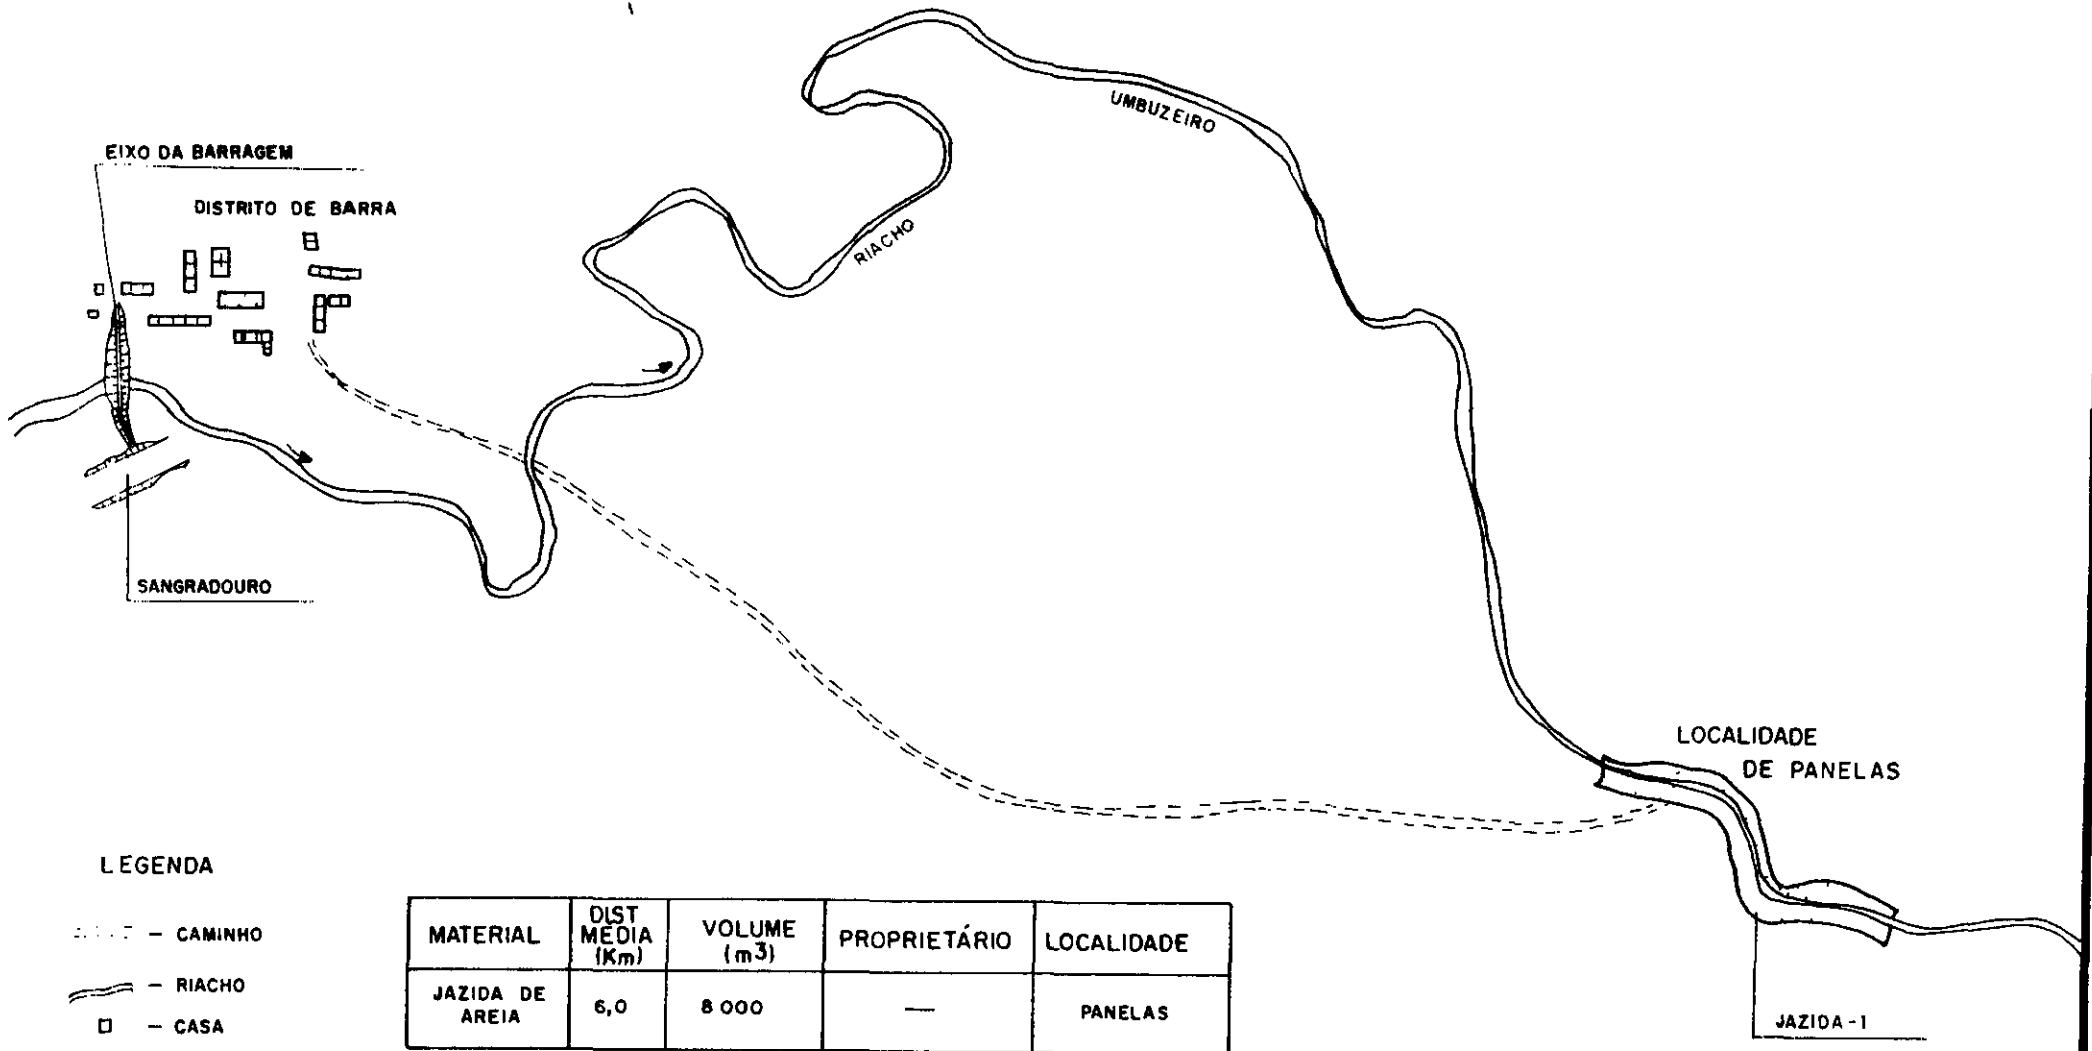 UMBUZEIRO
EIXO DA BARRAGEM
DISTRITO DE BARRA
RIACHO
SANGRADOURO
LOCALIDADE
DE PANELAS
LEGENDA
— CAMINHO
— RIACHO
— CASA
MATERIAL
DIST
MÉDIA
(Km)
VOLUME
(m3)
PROPRIETÁRIO
LOCALIDADE
JAZIDA DE
AREIA
6,0
8 000
—
PANELAS
JAZIDA-1